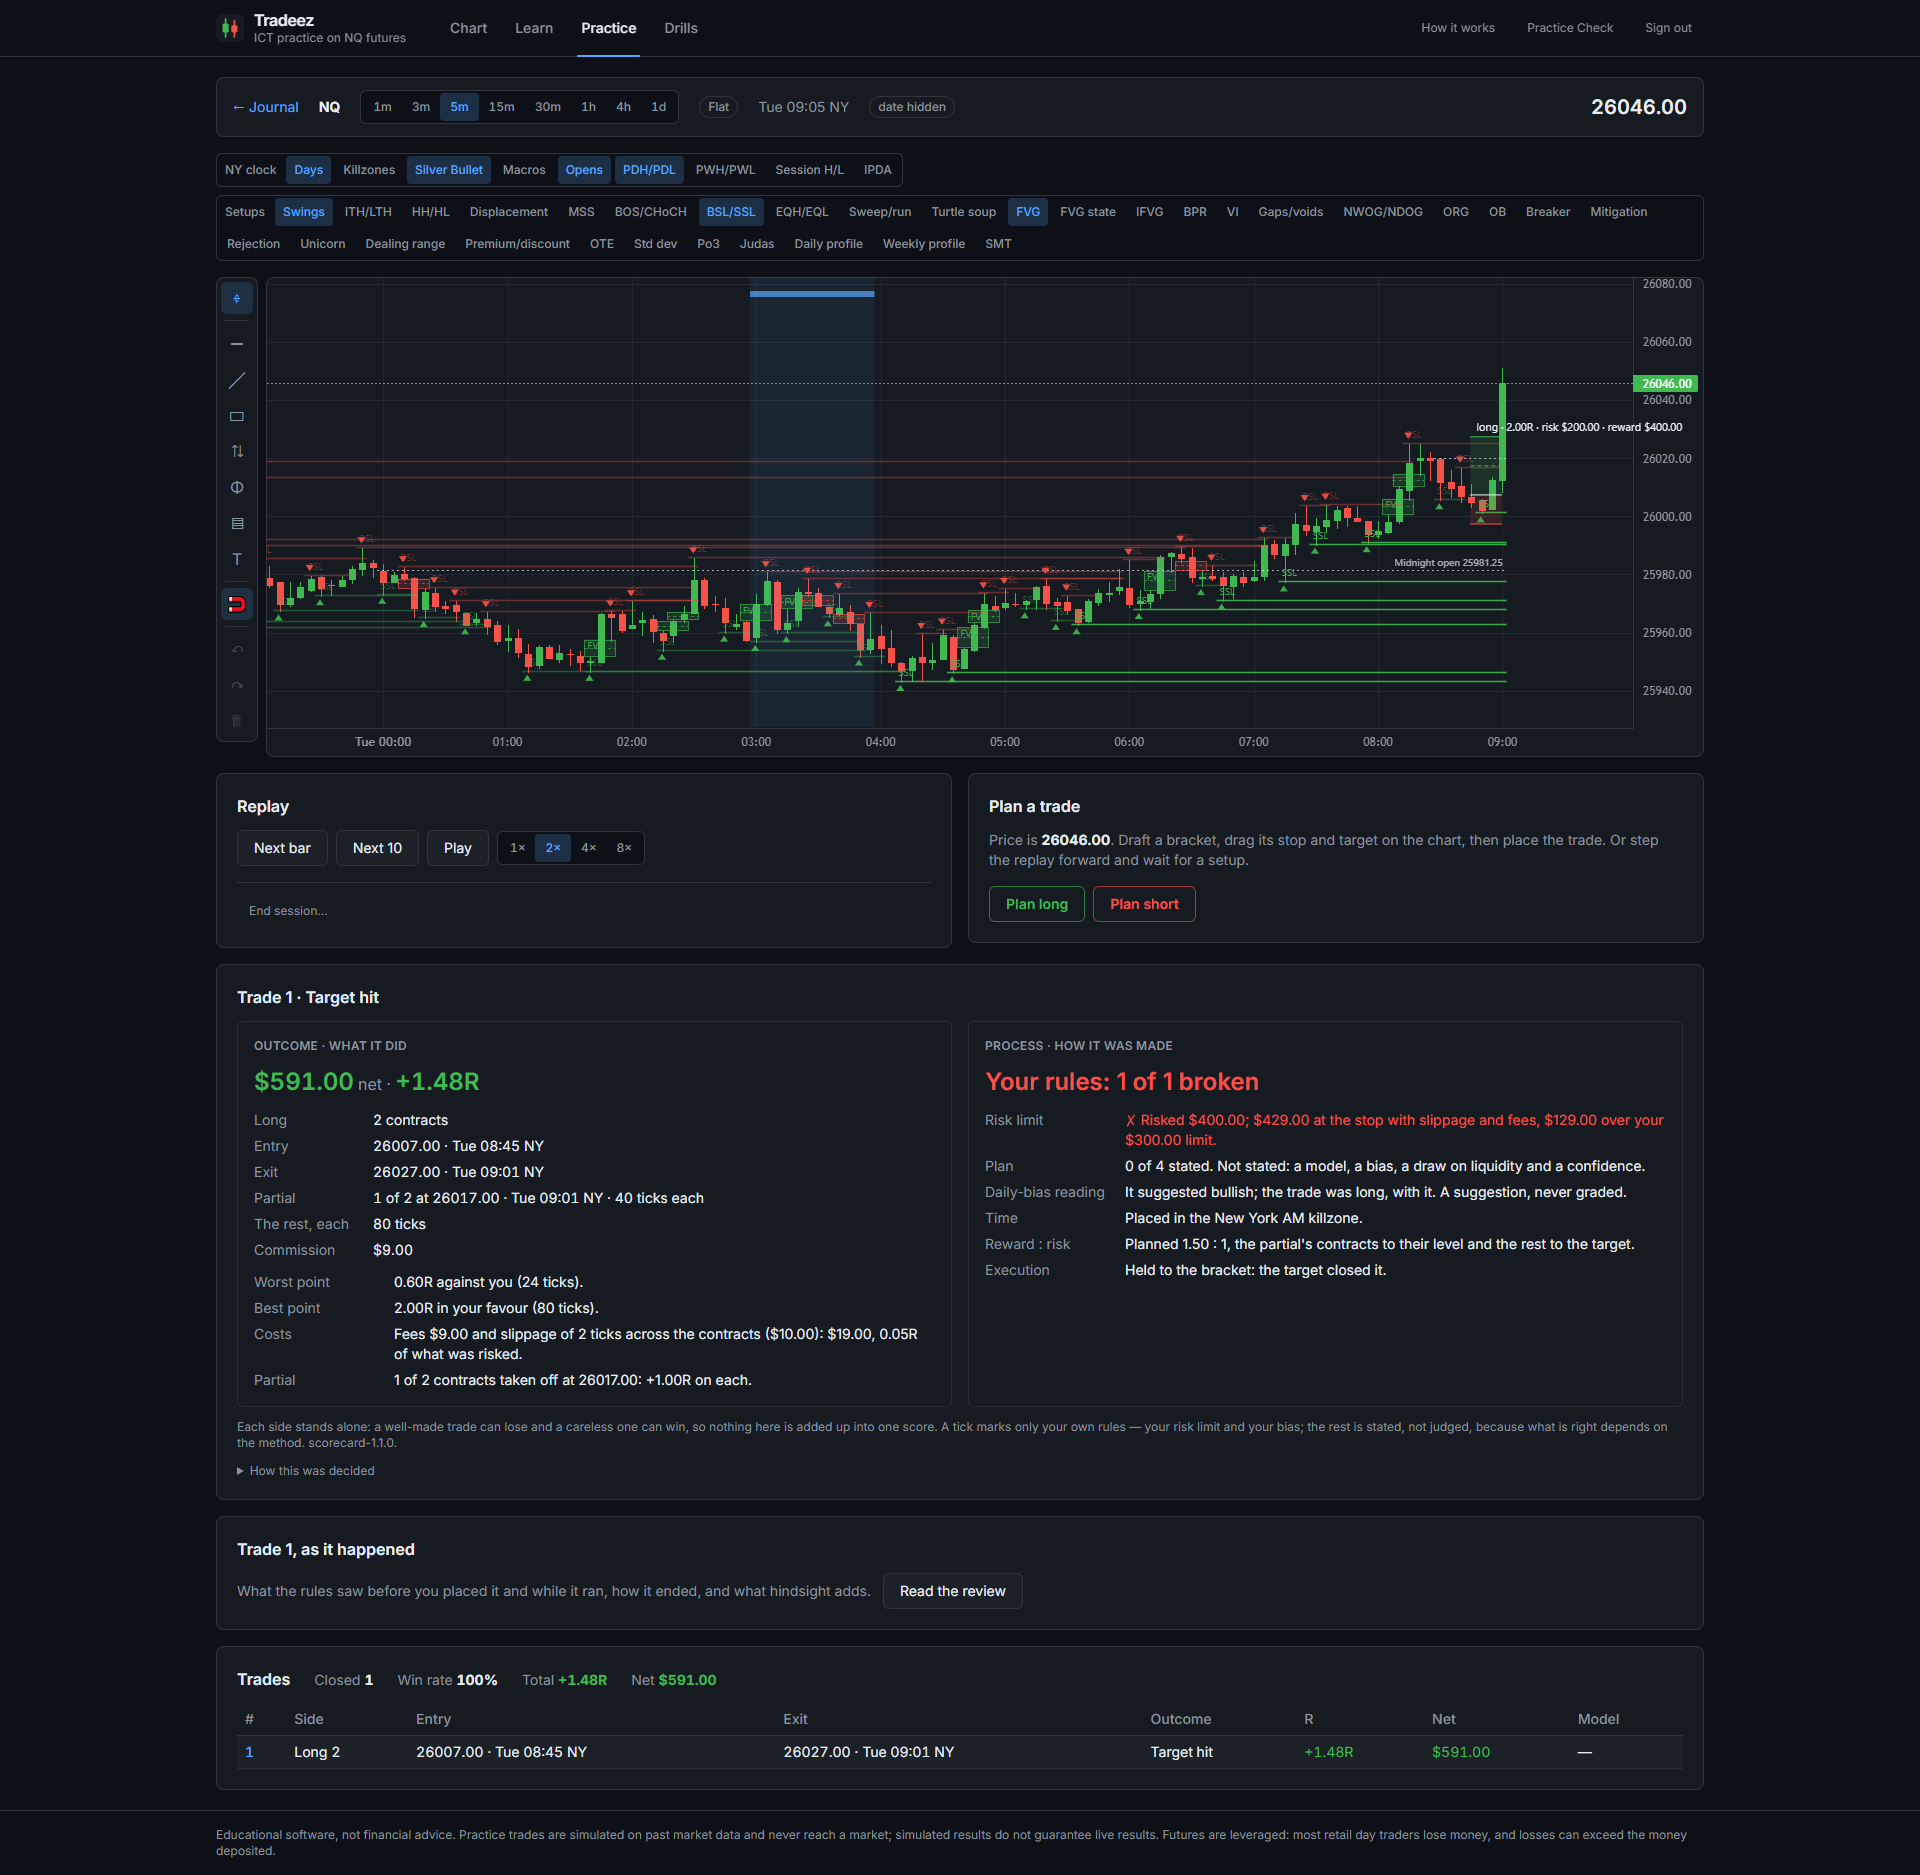 Tradeez
ICT practice on NQ futures
Chart Learn Practice Drills
How it works Practice Check Sign out
← Journal NQ 1m 3m 5m 15m 30m 1h 4h 1d Flat Tue 09:05 NY date hidden 26046.00
NY clock Days Killzones Silver Bullet Macros Opens PDH/PDL PWH/PWL Session H/L IPDA
Setups Swings ITH/LTH HH/HL Displacement MSS BOS/CHoCH BSL/SSL EQH/EQL Sweep/run Turtle soup FVG FVG state IFVG BPR VI Gaps/voids NWOG/NDOG ORG OB Breaker Mitigation
Rejection Unicorn Dealing range Premium/discount OTE Std dev Po3 Judas Daily profile Weekly profile SMT
26080.00
26060.00
26046.00
26040.00
long · 2.00R · risk $200.00 · reward $400.00
26020.00
26000.00
Midnight open 25981.25
25980.00
25960.00
25940.00
Tue 00:00 01:00 02:00 03:00 04:00 05:00 06:00 07:00 08:00 09:00
Replay
Next bar Next 10 Play 1× 2× 4× 8×
End session...
Plan a trade
Price is 26046.00. Draft a bracket, drag its stop and target on the chart, then place the trade. Or step
the replay forward and wait for a setup.
Plan long Plan short
Trade 1 · Target hit
OUTCOME · WHAT IT DID
$591.00 net · +1.48R
Long 2 contracts
Entry 26007.00 · Tue 08:45 NY
Exit 26027.00 · Tue 09:01 NY
Partial 1 of 2 at 26017.00 · Tue 09:01 NY · 40 ticks each
The rest, each 80 ticks
Commission $9.00
Worst point 0.60R against you (24 ticks).
Best point 2.00R in your favour (80 ticks).
Costs Fees $9.00 and slippage of 2 ticks across the contracts ($10.00): $19.00, 0.05R
of what was risked.
Partial 1 of 2 contracts taken off at 26017.00: +1.00R on each.
PROCESS · HOW IT WAS MADE
Your rules: 1 of 1 broken
Risk limit ✗ Risked $400.00; $429.00 at the stop with slippage and fees, $129.00 over your
$300.00 limit.
Plan 0 of 4 stated. Not stated: a model, a bias, a draw on liquidity and a confidence.
Daily-bias reading It suggested bullish; the trade was long, with it. A suggestion, never graded.
Time Placed in the New York AM killzone.
Reward : risk Planned 1.50 : 1, the partial's contracts to their level and the rest to the target.
Execution Held to the bracket: the target closed it.
Each side stands alone: a well-made trade can lose and a careless one can win, so nothing here is added up into one score. A tick marks only your own rules — your risk limit and your bias; the rest is stated, not judged, because what is right depends on
the method. scorecard-1.1.0.
▶ How this was decided
Trade 1, as it happened
What the rules saw before you placed it and while it ran, how it ended, and what hindsight adds. Read the review
Trades Closed 1 Win rate 100% Total +1.48R Net $591.00
# Side Entry Exit Outcome R Net Model
1 Long 2 26007.00 · Tue 08:45 NY 26027.00 · Tue 09:01 NY Target hit +1.48R $591.00 —
Educational software, not financial advice. Practice trades are simulated on past market data and never reach a market; simulated results do not guarantee live results. Futures are leveraged: most retail day traders lose money, and losses can exceed the money
deposited.